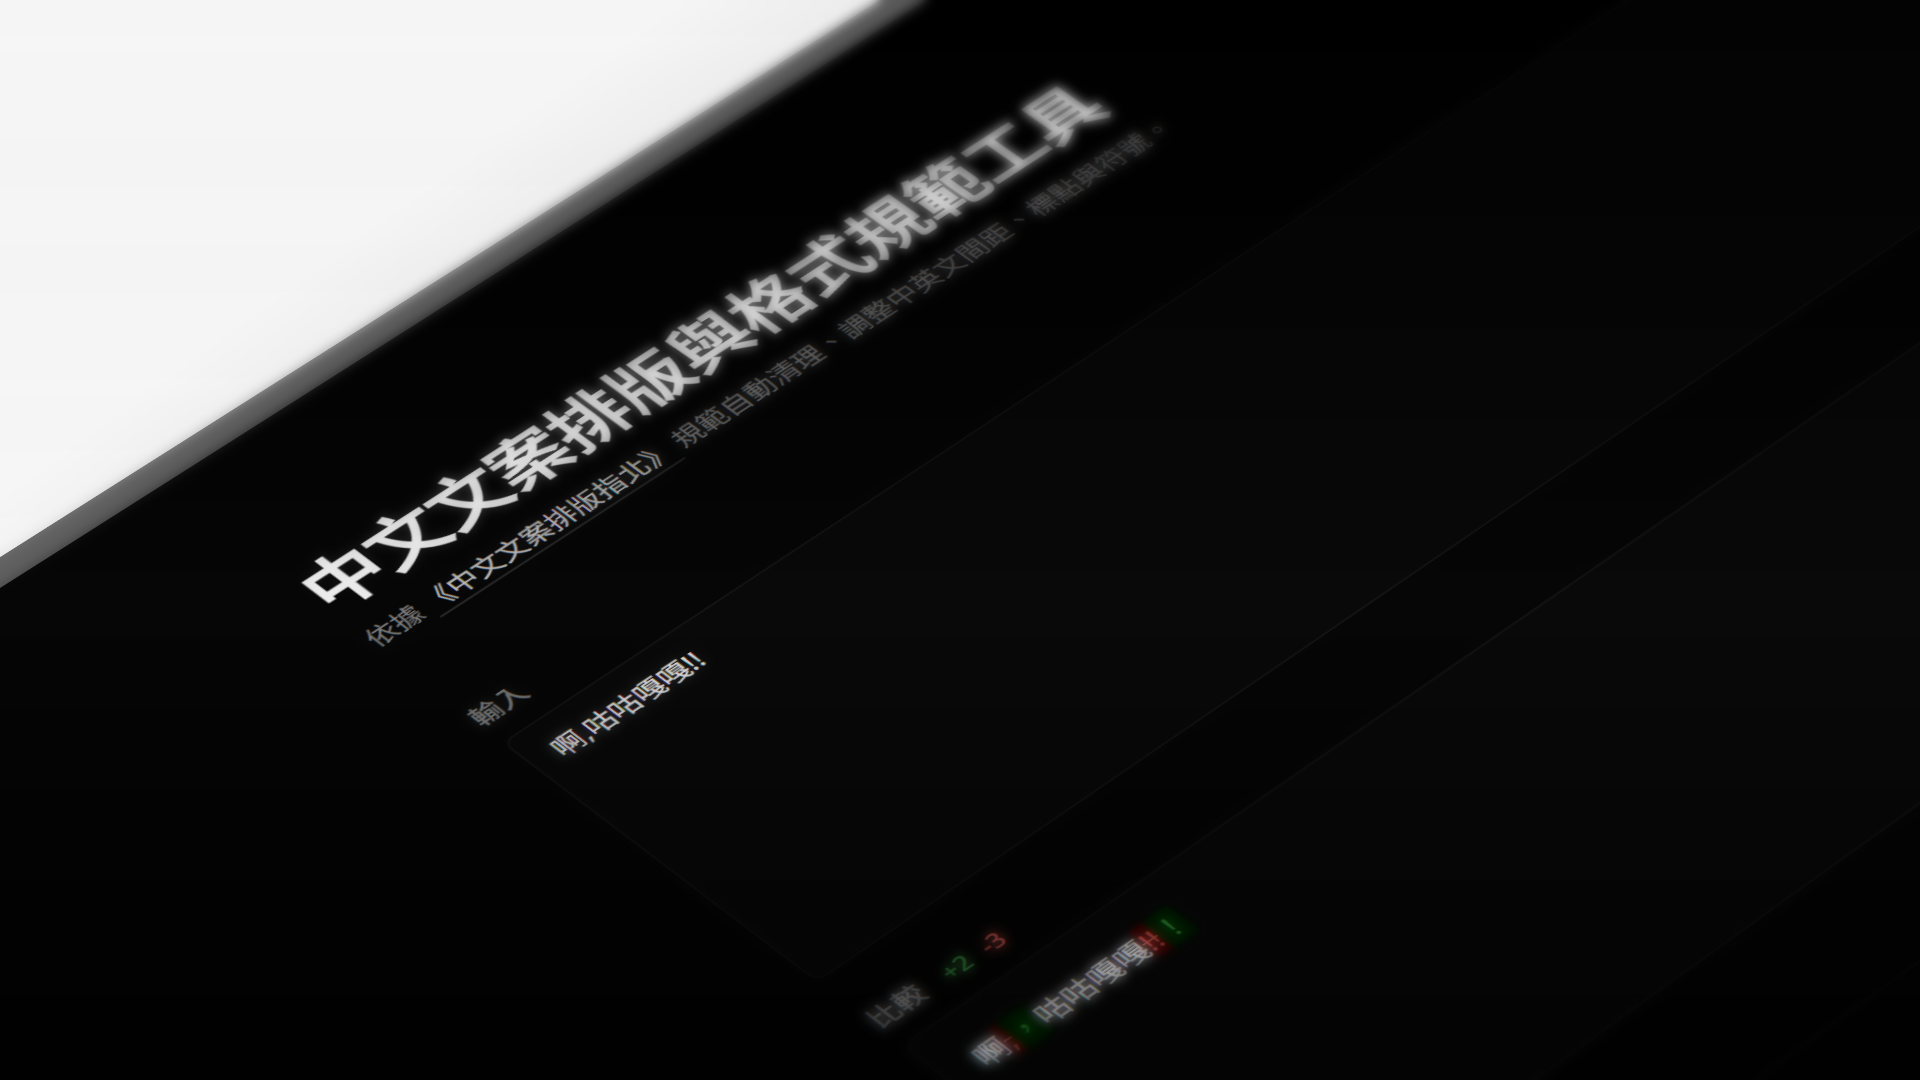 中文文案排版與格式規範工具
依據《中文文案排版指北》規範自動清理、調整中英文間距、標點與符號。
輸入
啊,咕咕嘎嘎!!
比較 +2 -3
啊,，咕咕嘎嘎!!！